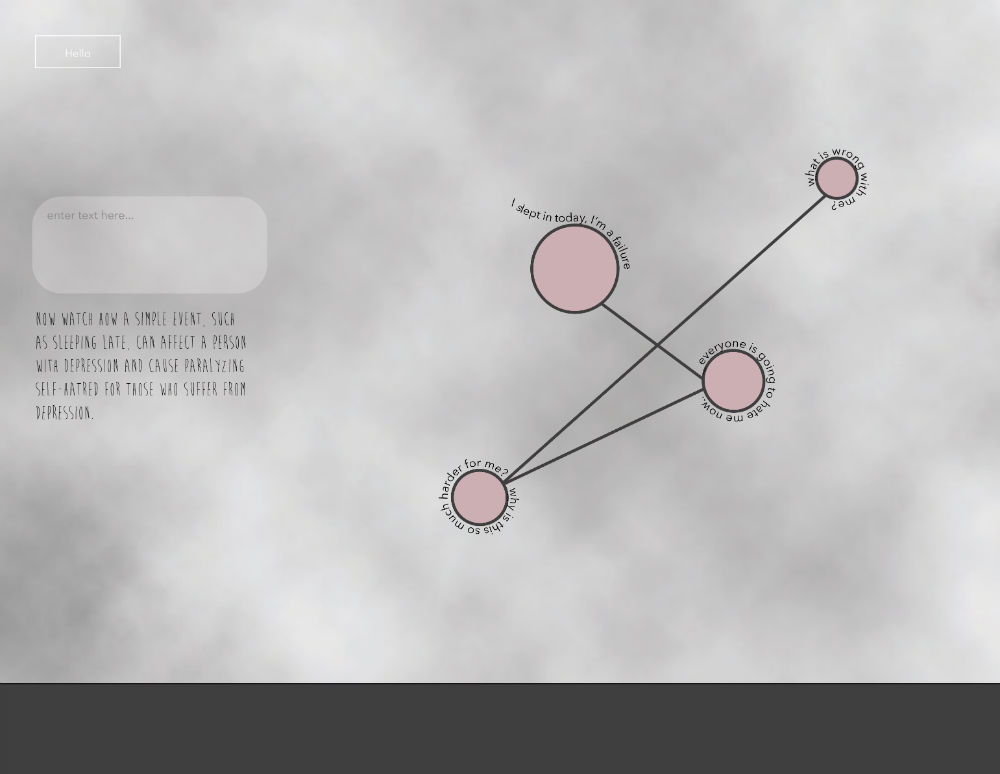 Hello
enter text here...
NOW WATCH HOW A SIMPLE EVENT, SUCH
AS SLEEPING LATE, CAN AFFECT A PERSON
WITH DEPRESSION AND CAUSE PARALYZING
SELF-HATRED FOR THOSE WHO SUFFER FROM
DEPRESSION.
I slept in today, I'm a failure
everyone is going to hate me now.
why is this so much harder for me?
what is wrong with me?